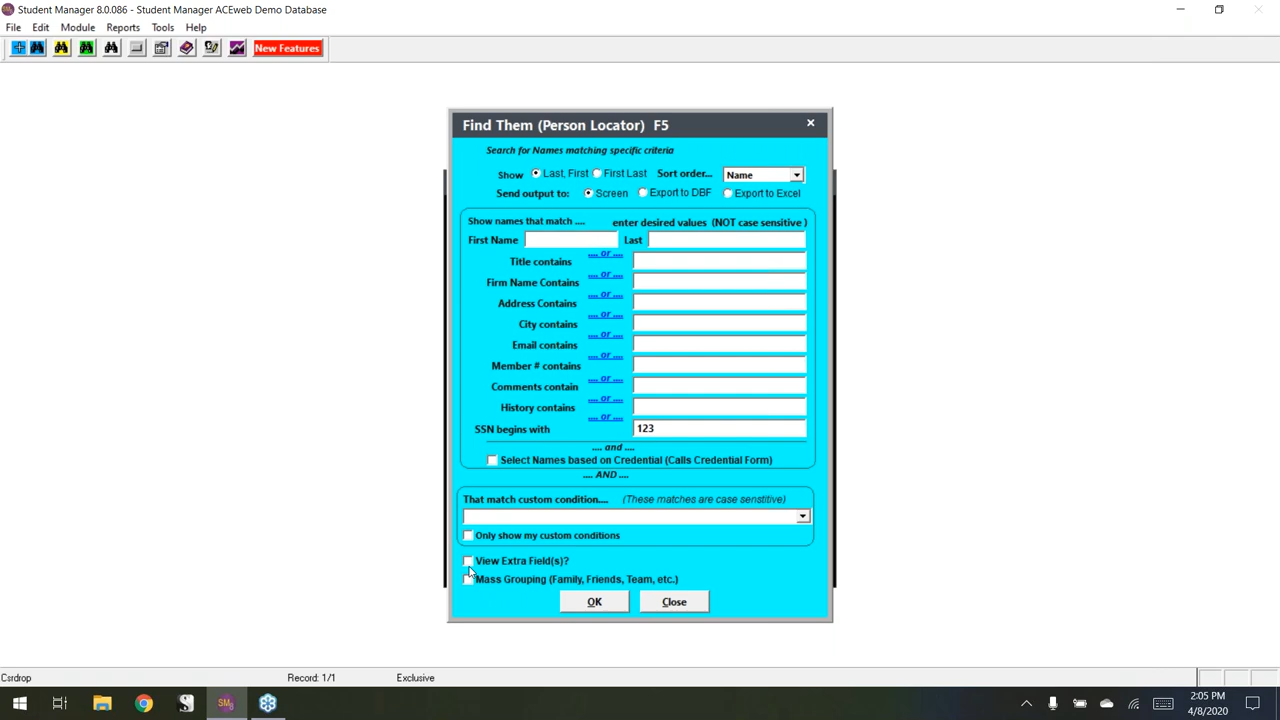 Student Manager 8.0.086 - Student Manager ACEweb Demo Database
File Edit Module Reports Tools Help
New Features
Find Them (Person Locator) F5
Search for Names matching specific criteria
Show Last, First First Last Sort order... Name
Send output to: Screen Export to DBF Export to Excel
Show names that match .... enter desired values (NOT case sensitive )
First Name Last
.... or ....
Title contains
.... or ....
Firm Name Contains
.... or ....
Address Contains
.... or ....
City contains
.... or ....
Email contains
.... or ....
Member # contains
.... or ....
Comments contain
.... or ....
History contains
.... or ....
SSN begins with 123
.... and ....
Select Names based on Credential (Calls Credential Form)
.... AND ....
That match custom condition.... (These matches are case sensitive)
Only show my custom conditions
View Extra Field(s)?
Mass Grouping (Family, Friends, Team, etc.)
OK Close
Csrdrop Record: 1/1 Exclusive
SM8
2:05 PM
4/8/2020